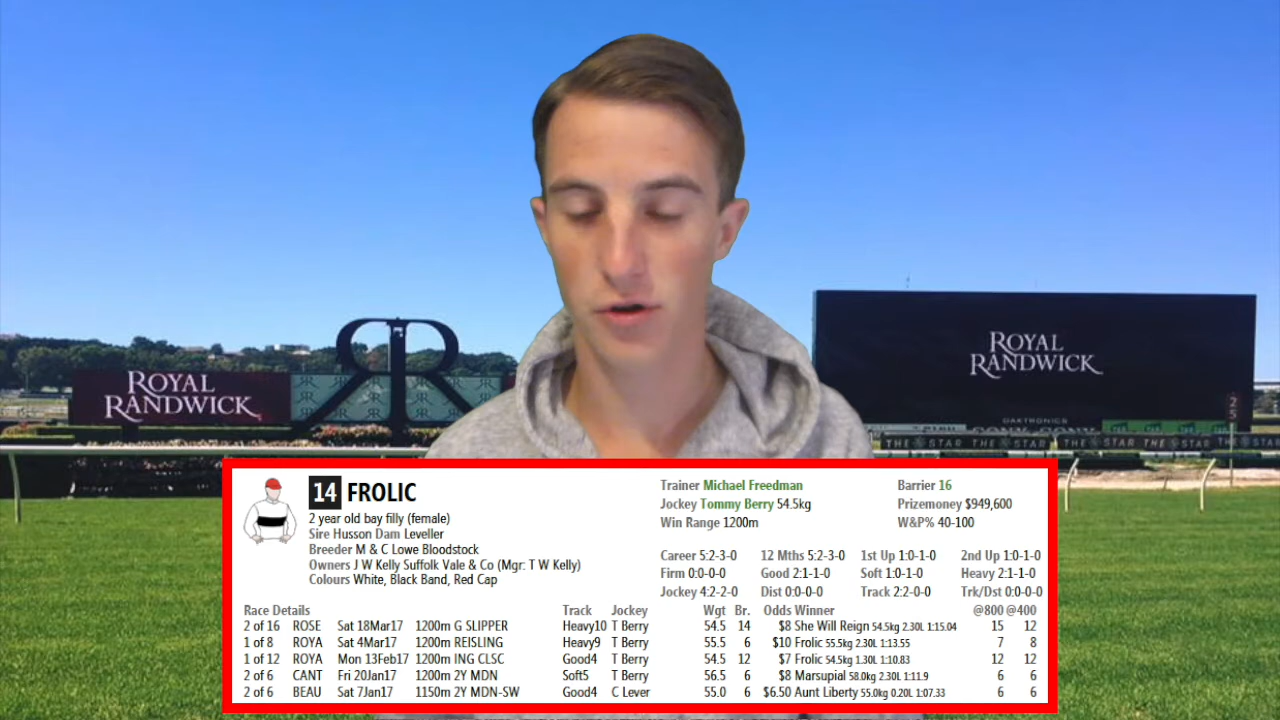 ROYAL
RANDWICK
RR
ROYAL
RANDWICK
DAKTRONICS
THE STAR THE STAR THE STAR THE STAR
14 FROLIC
2 year old bay filly (female)
Sire Husson Dam Leveller
Breeder M & C Lowe Bloodstock
Owners J W Kelly Suffolk Vale & Co (Mgr: T W Kelly)
Colours White, Black Band, Red Cap
Trainer Michael Freedman
Jockey Tommy Berry 54.5kg
Win Range 1200m
Barrier 16
Prizemoney $949,600
W&P% 40-100
Career 5:2-3-0 12 Mths 5:2-3-0 1st Up 1:0-1-0 2nd Up 1:0-1-0
Firm 0:0-0-0 Good 2:1-1-0 Soft 1:0-1-0 Heavy 2:1-1-0
Jockey 4:2-2-0 Dist 0:0-0-0 Track 2:2-0-0 Trk/Dst 0:0-0-0
Race Details Track Jockey Wgt Br. Odds Winner @800 @400
2 of 16 ROSE Sat 18Mar17 1200m G SLIPPER Heavy10 T Berry 54.5 14 $8 She Will Reign 54.5kg 2.30L 1:15.04 15 12
1 of 8 ROYA Sat 4Mar17 1200m REISLING Heavy9 T Berry 55.5 6 $10 Frolic 55.5kg 2.30L 1:13.55 7 8
1 of 12 ROYA Mon 13Feb17 1200m ING CLSC Good4 T Berry 54.5 12 $7 Frolic 54.5kg 1.30L 1:10.83 12 12
2 of 6 CANT Fri 20Jan17 1200m 2Y MDN Soft5 T Berry 56.5 6 $8 Marsupial 58.0kg 2.30L 1:11.9 6 6
2 of 6 BEAU Sat 7Jan17 1150m 2Y MDN-SW Good4 C Lever 55.0 6 $6.50 Aunt Liberty 55.0kg 0.20L 1:07.33 6 6